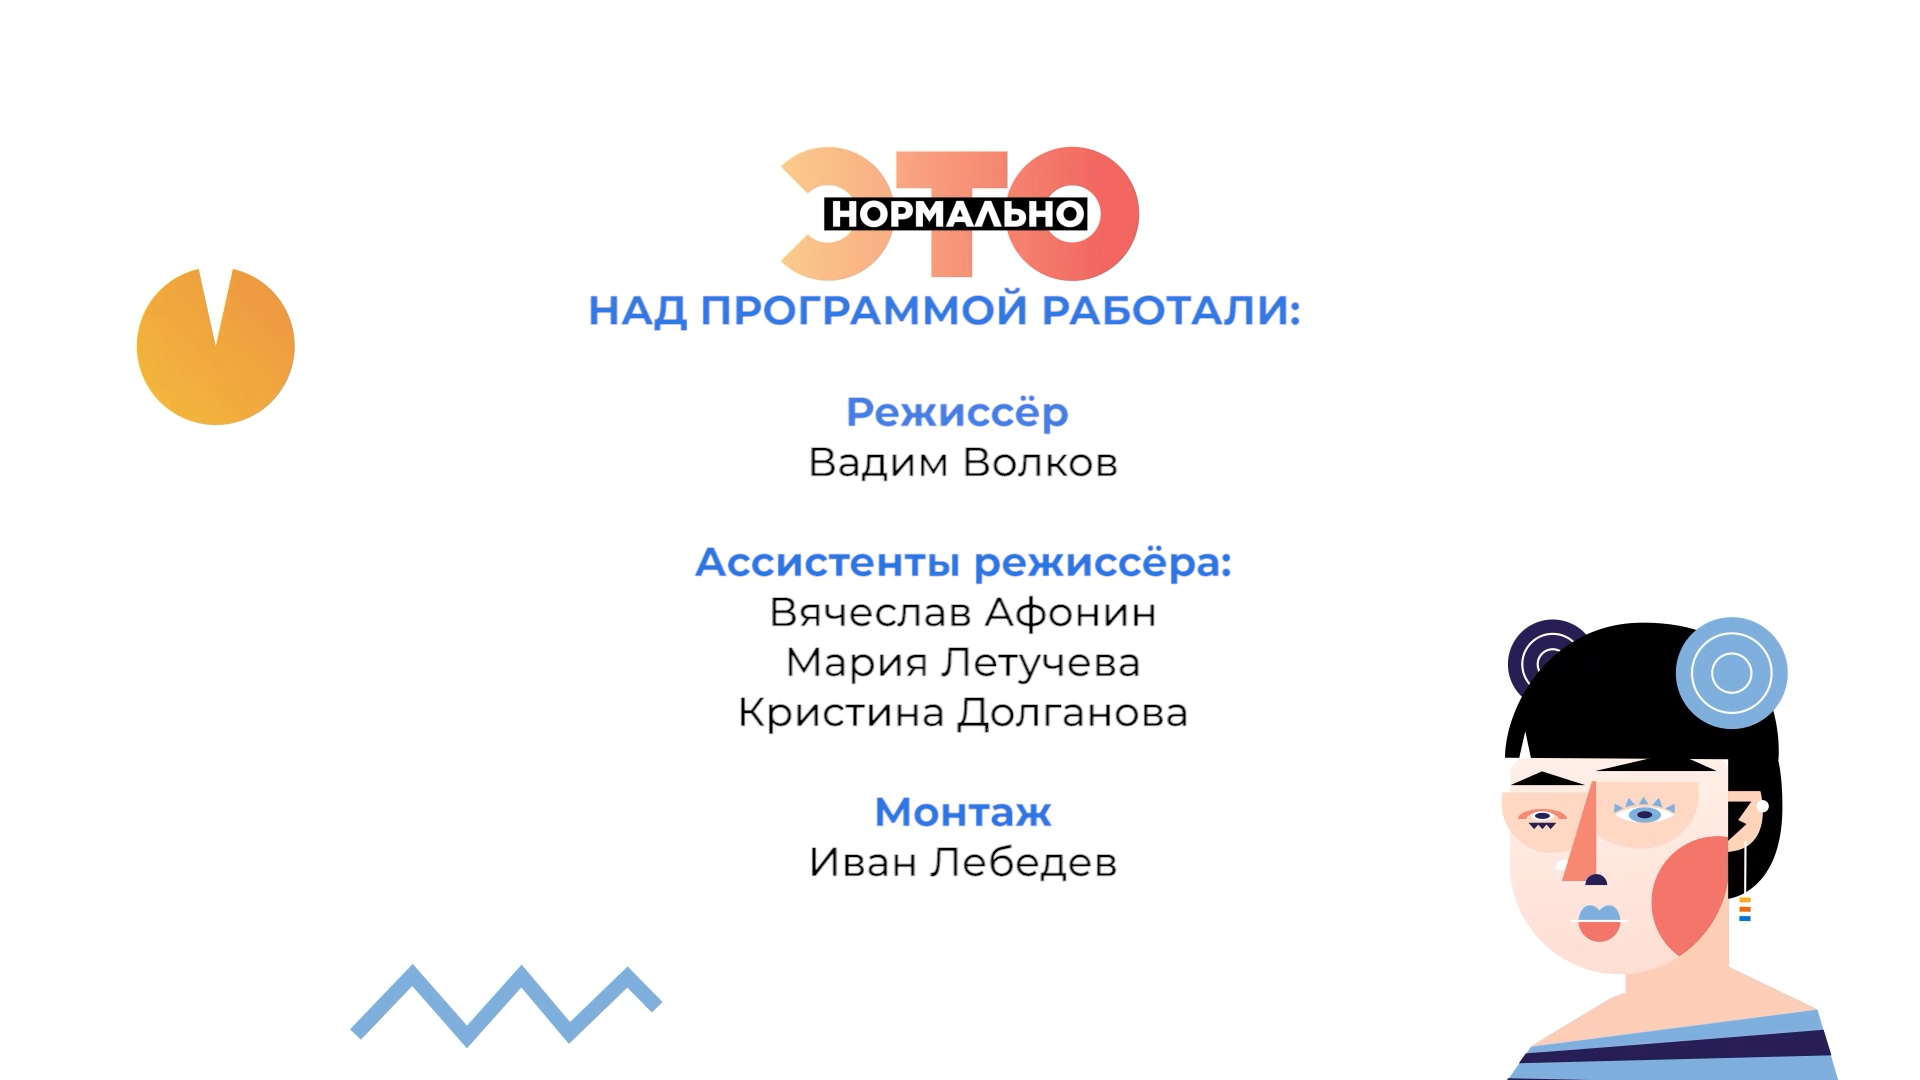 ЭТО
НОРМАЛЬНО
НАД ПРОГРАММОЙ РАБОТАЛИ:
Режиссёр
Вадим Волков
Ассистенты режиссёра:
Вячеслав Афонин
Мария Летучева
Кристина Долганова
Монтаж
Иван Лебедев